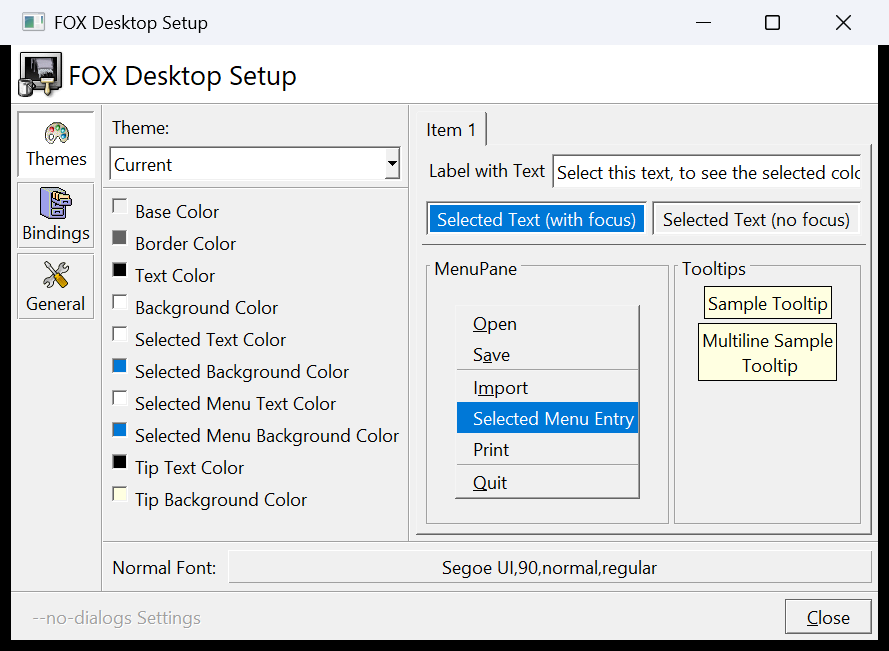 FOX Desktop Setup
FOX Desktop Setup
Themes
Bindings
General
Theme:
Current
Base Color
Border Color
Text Color
Background Color
Selected Text Color
Selected Background Color
Selected Menu Text Color
Selected Menu Background Color
Tip Text Color
Tip Background Color
Item 1
Label with Text
Select this text, to see the selected colo
Selected Text (with focus)
Selected Text (no focus)
MenuPane
Open
Save
Import
Selected Menu Entry
Print
Quit
Tooltips
Sample Tooltip
Multiline Sample
Tooltip
Normal Font:
Segoe UI,90,normal,regular
--no-dialogs Settings
Close